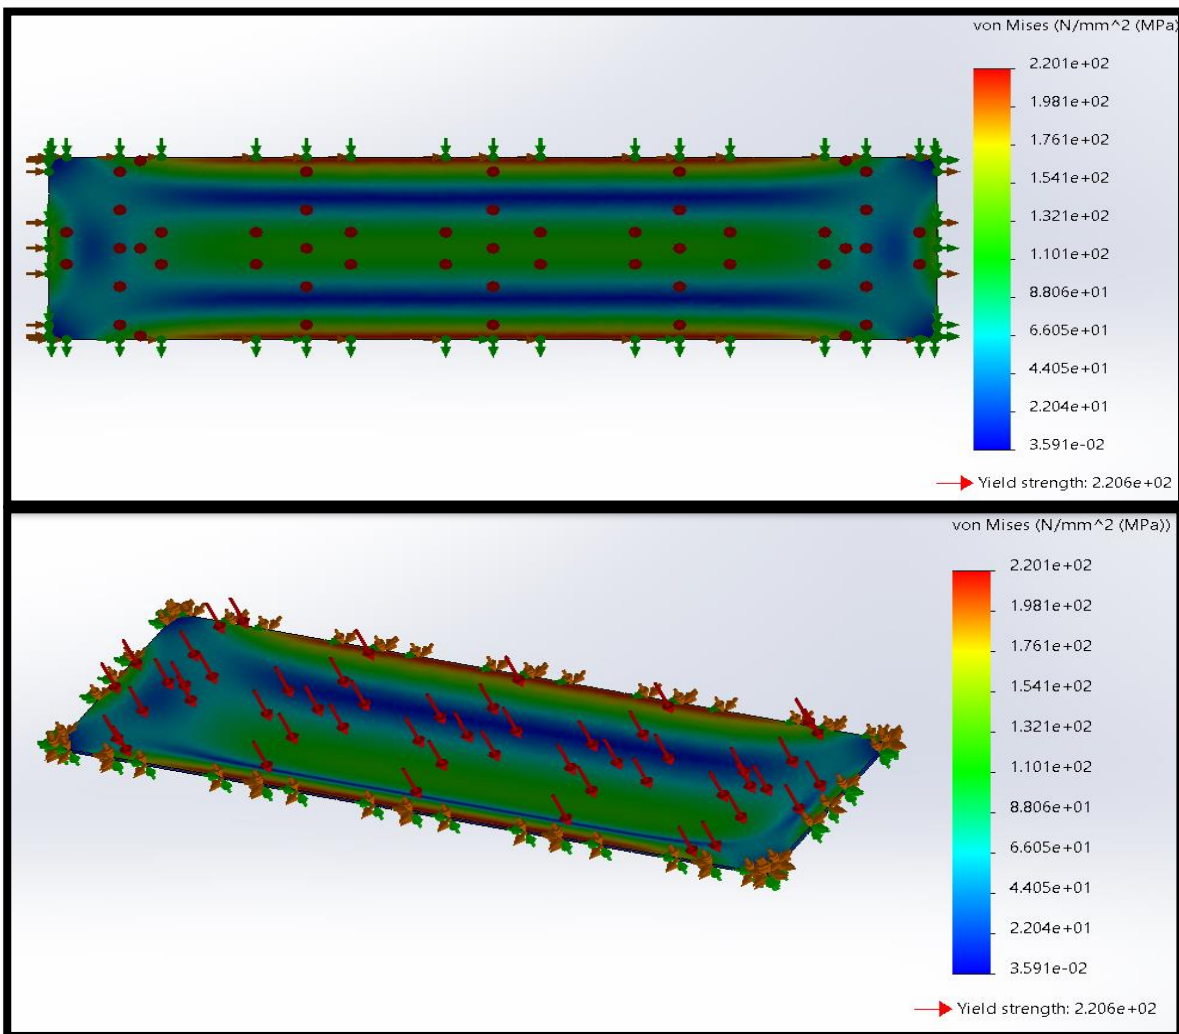 von Mises (N/mm^2 (MPa)
2.201e+02
1.981e+02
1.761e+02
1.541e+02
1.321e+02
1.101e+02
8.806e+01
6.605e+01
4.405e+01
2.204e+01
3.591e-02
Yield strength: 2.206e+02
von Mises (N/mm^2 (MPa))
2.201e+02
1.981e+02
1.761e+02
1.541e+02
1.321e+02
1.101e+02
8.806e+01
6.605e+01
4.405e+01
2.204e+01
3.591e-02
Yield strength: 2.206e+02